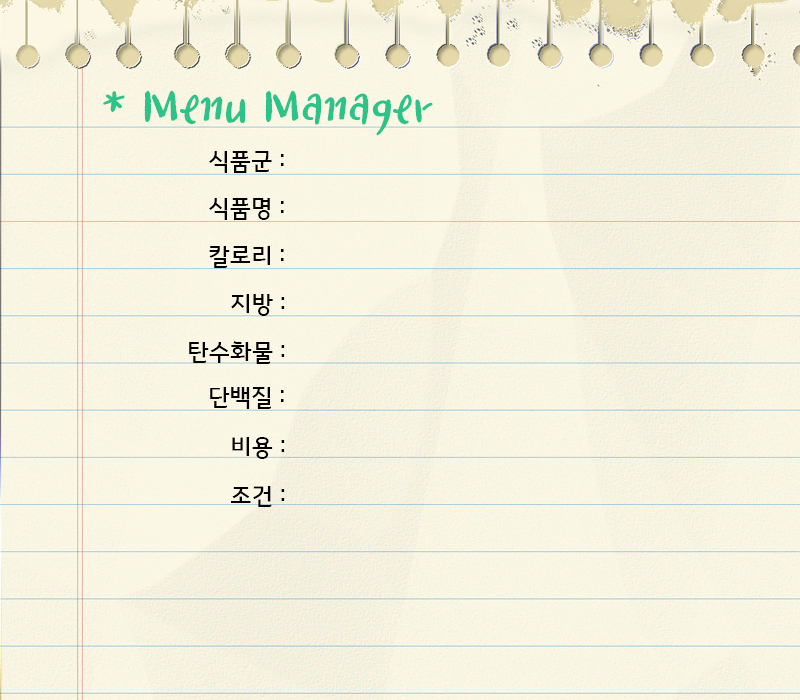 * Menu Manager
식품군 :
식품명 :
칼로리 :
지방 :
탄수화물 :
단백질 :
비용 :
조건 :